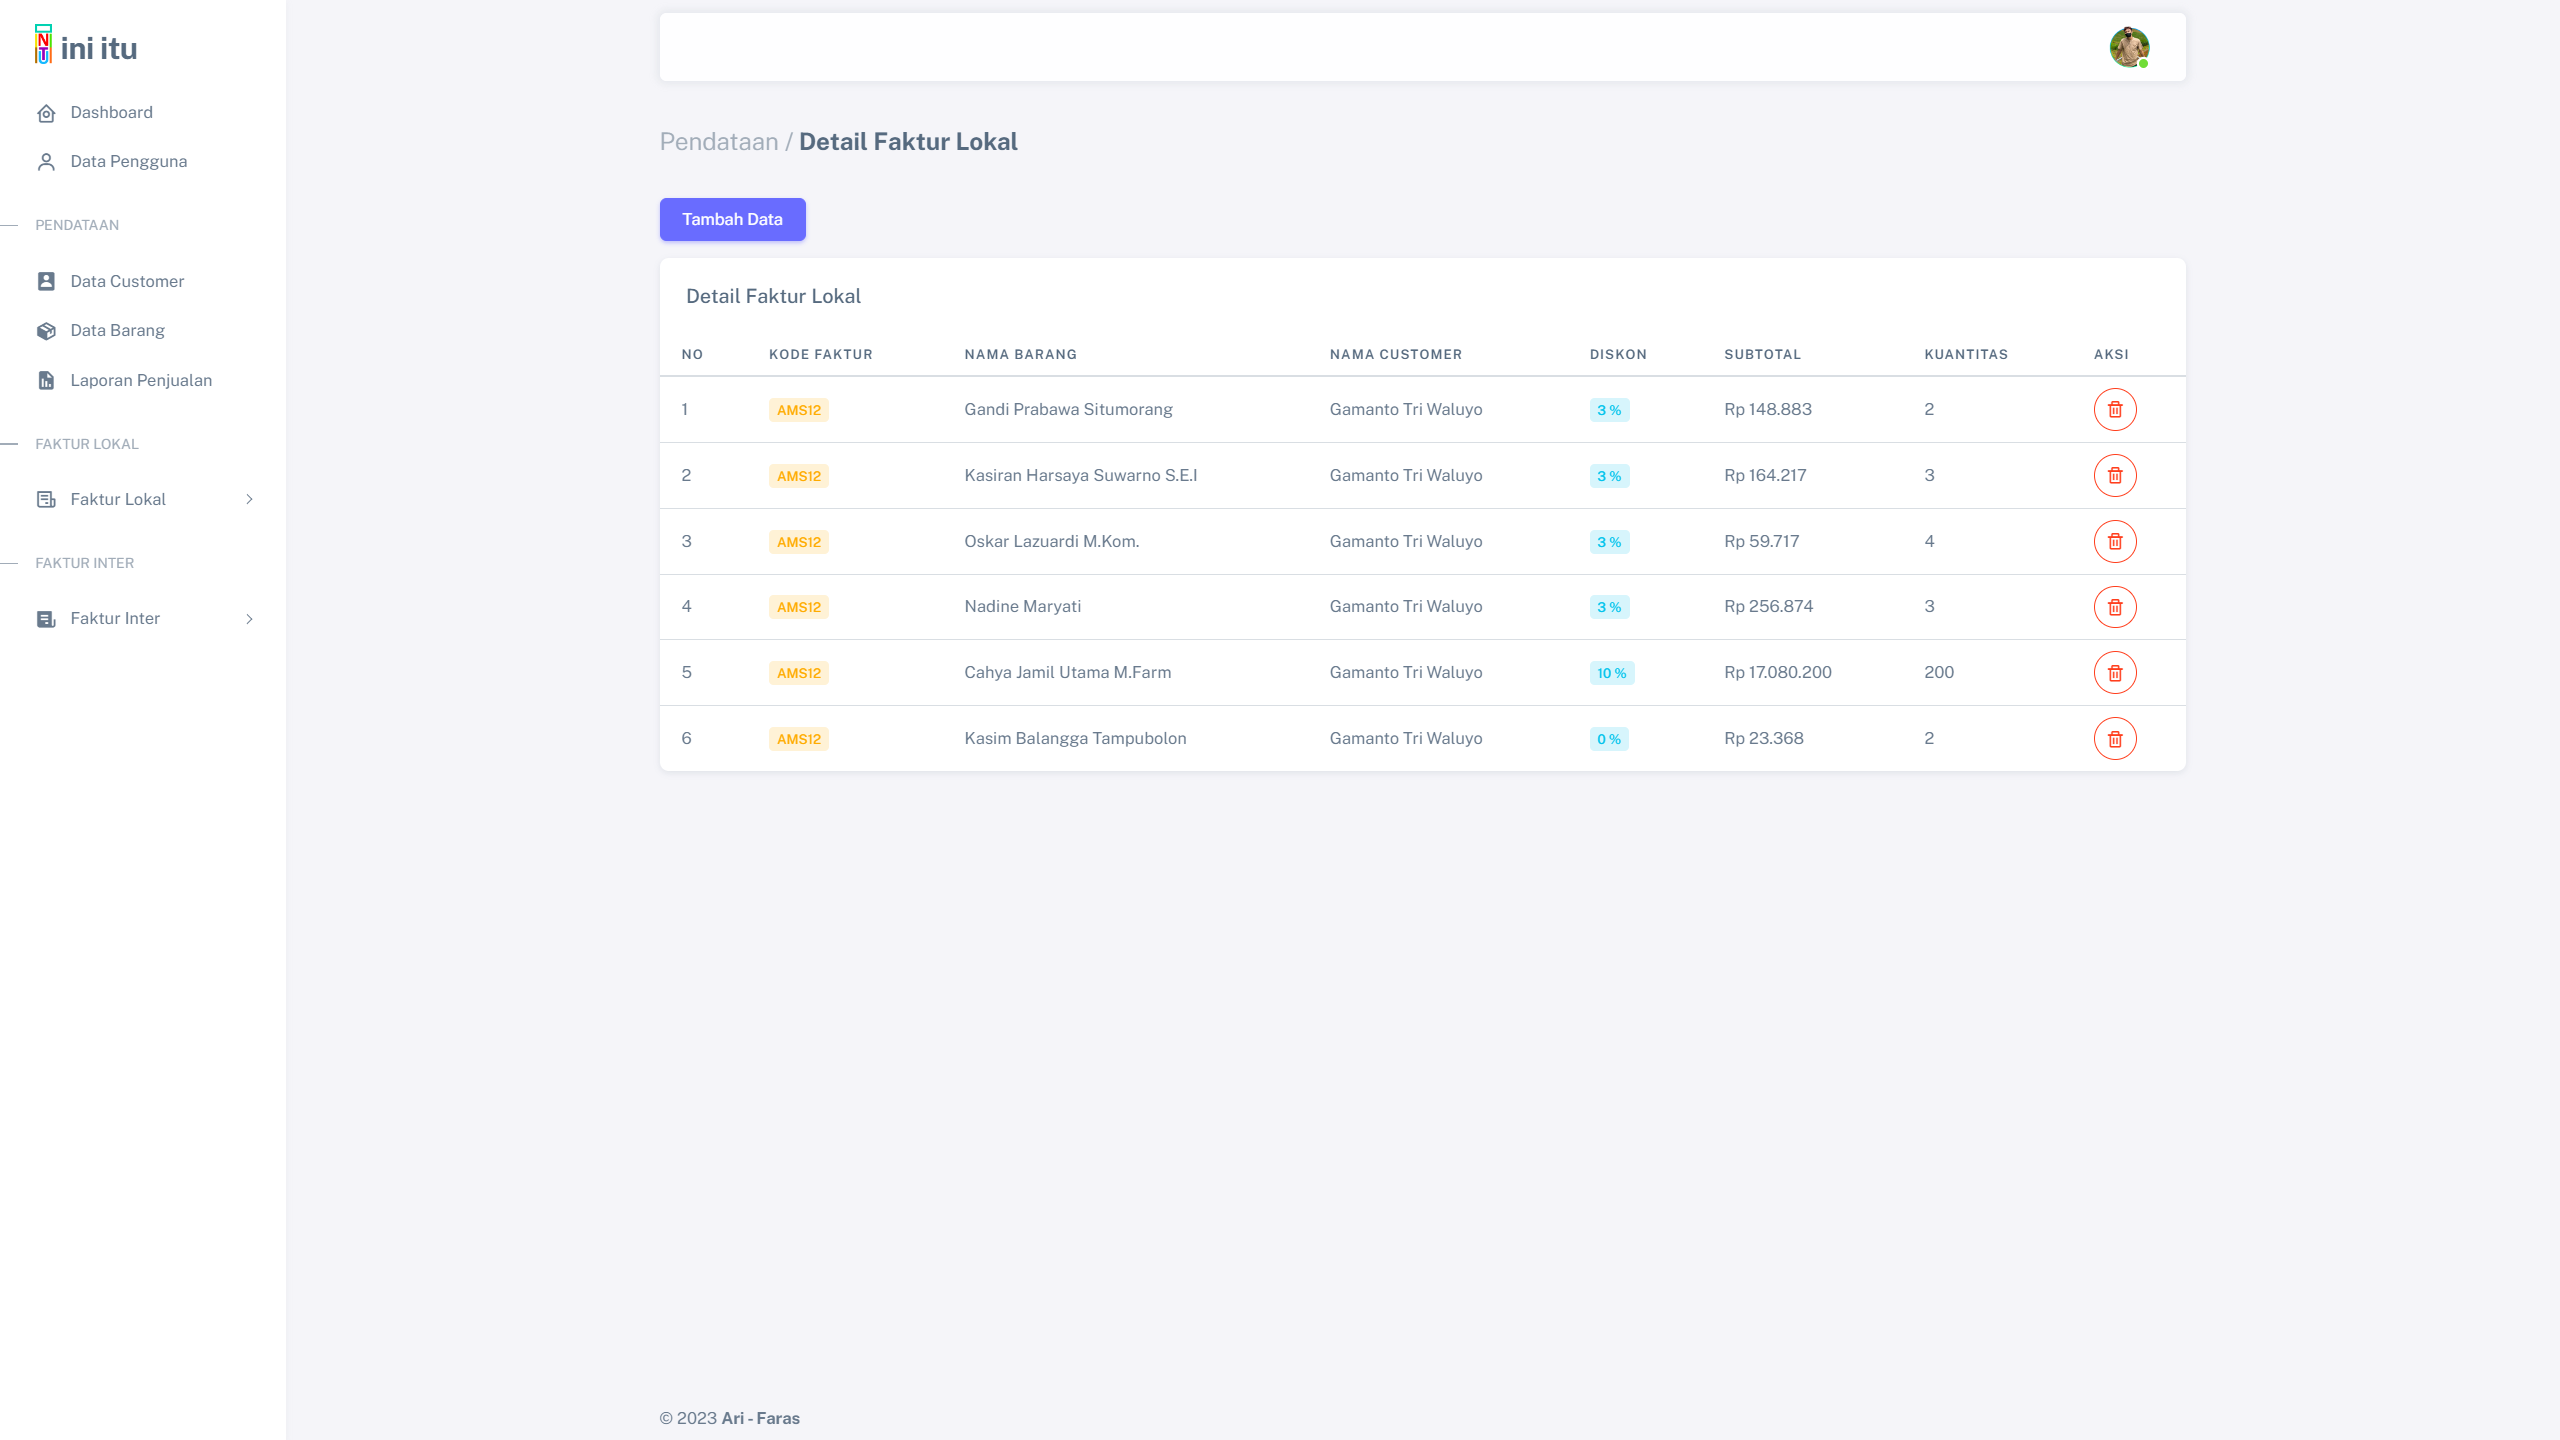 ini itu
Dashboard
Data Pengguna
PENDATAAN
Data Customer
Data Barang
Laporan Penjualan
FAKTUR LOKAL
Faktur Lokal
FAKTUR INTER
Faktur Inter
Pendataan / Detail Faktur Lokal
Tambah Data
Detail Faktur Lokal
NO KODE FAKTUR NAMA BARANG NAMA CUSTOMER DISKON SUBTOTAL KUANTITAS AKSI
1 AMS12 Gandi Prabawa Situmorang Gamanto Tri Waluyo 3 % Rp 148.883 2
2 AMS12 Kasiran Harsaya Suwarno S.E.I Gamanto Tri Waluyo 3 % Rp 164.217 3
3 AMS12 Oskar Lazuardi M.Kom. Gamanto Tri Waluyo 3 % Rp 59.717 4
4 AMS12 Nadine Maryati Gamanto Tri Waluyo 3 % Rp 256.874 3
5 AMS12 Cahya Jamil Utama M.Farm Gamanto Tri Waluyo 10 % Rp 17.080.200 200
6 AMS12 Kasim Balangga Tampubolon Gamanto Tri Waluyo 0 % Rp 23.368 2
© 2023 Ari - Faras